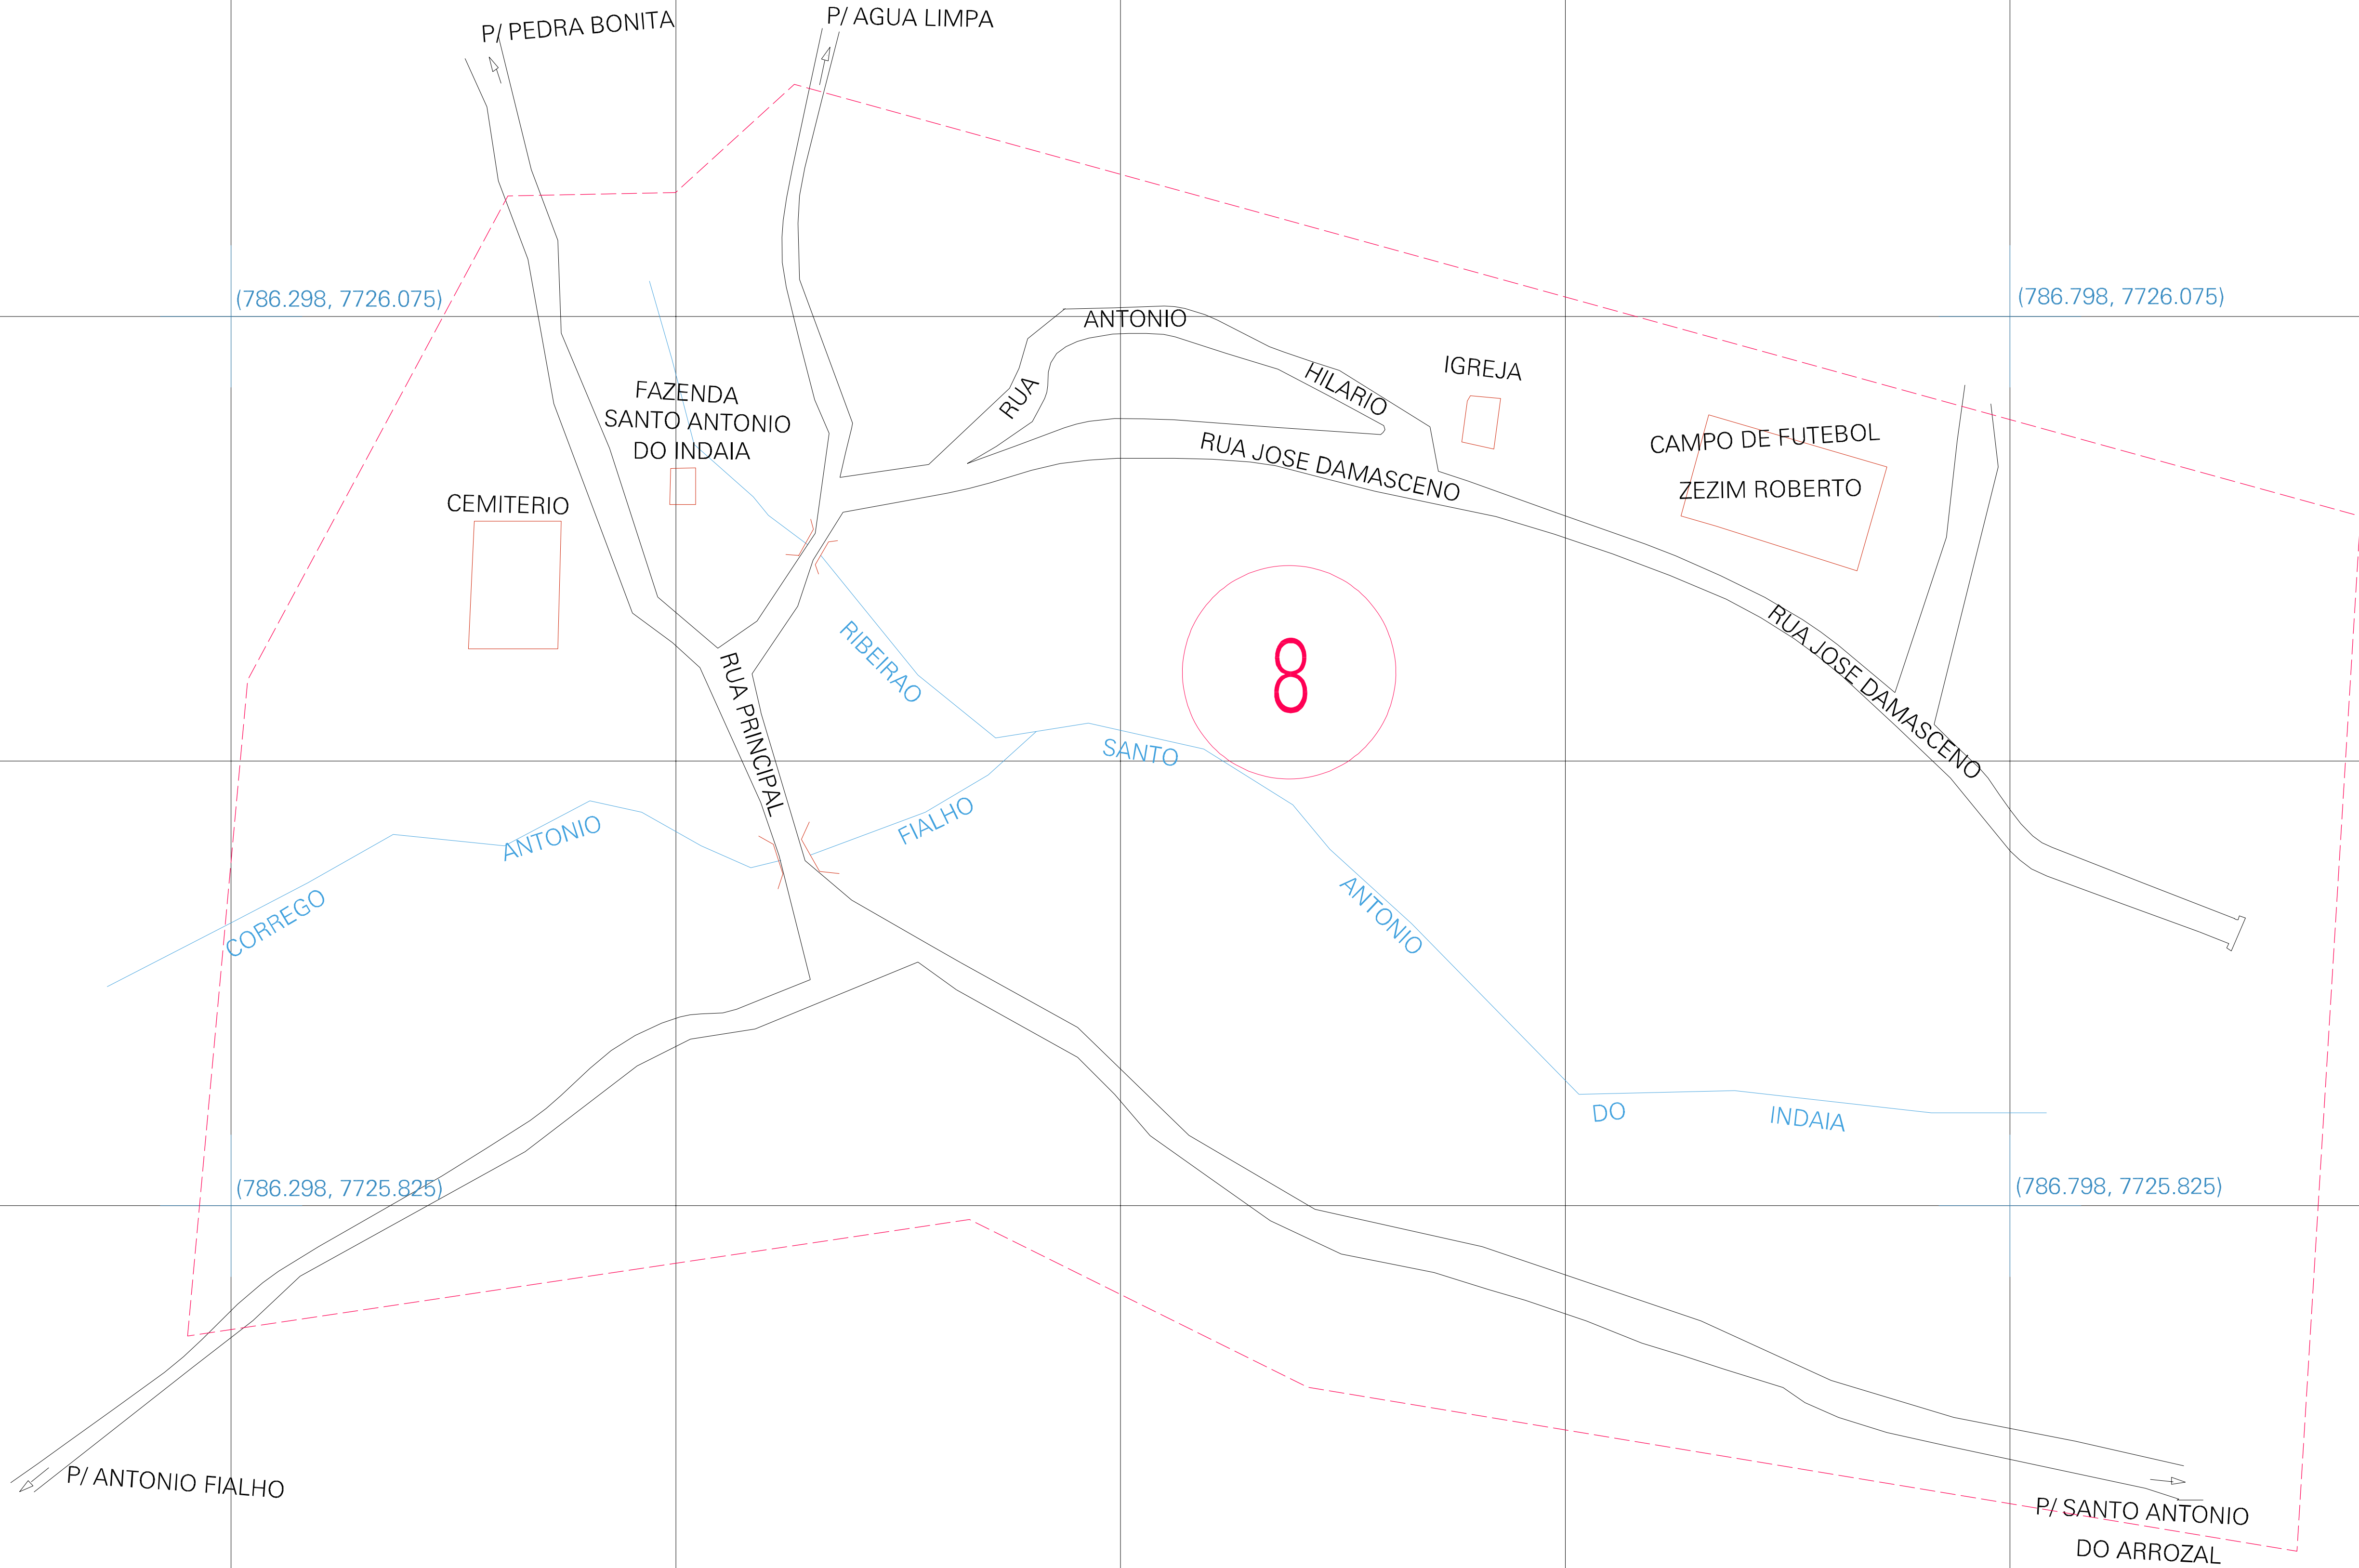 P/ PEDRA BONITA
P/ AGUA LIMPA
(786.298, 7726.075)
(786.798, 7726.075)
RUA ANTONIO HILARIO
IGREJA
FAZENDA
SANTO ANTONIO
DO INDAIA
RUA JOSE DAMASCENO
CAMPO DE FUTEBOL
ZEZIM ROBERTO
CEMITERIO
RUA JOSE DAMASCENO
8
RUA PRINCIPAL
RIBEIRAO SANTO ANTONIO DO INDAIA
CORREGO ANTONIO FIALHO
(786.298, 7725.825)
(786.798, 7725.825)
P/ ANTONIO FIALHO
P/ SANTO ANTONIO
DO ARROZAL